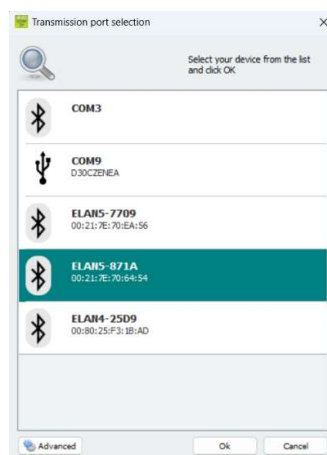 Transmission port selection
Select your device from the list
and click OK
COM3
COM9
D30CZENEA
ELAN5-7709
00:21:7E:70:EA:56
ELAN5-871A
00:21:7E:70:64:54
ELAN4-25D9
00:80:25:F3:1B:AD
Advanced
Ok
Cancel